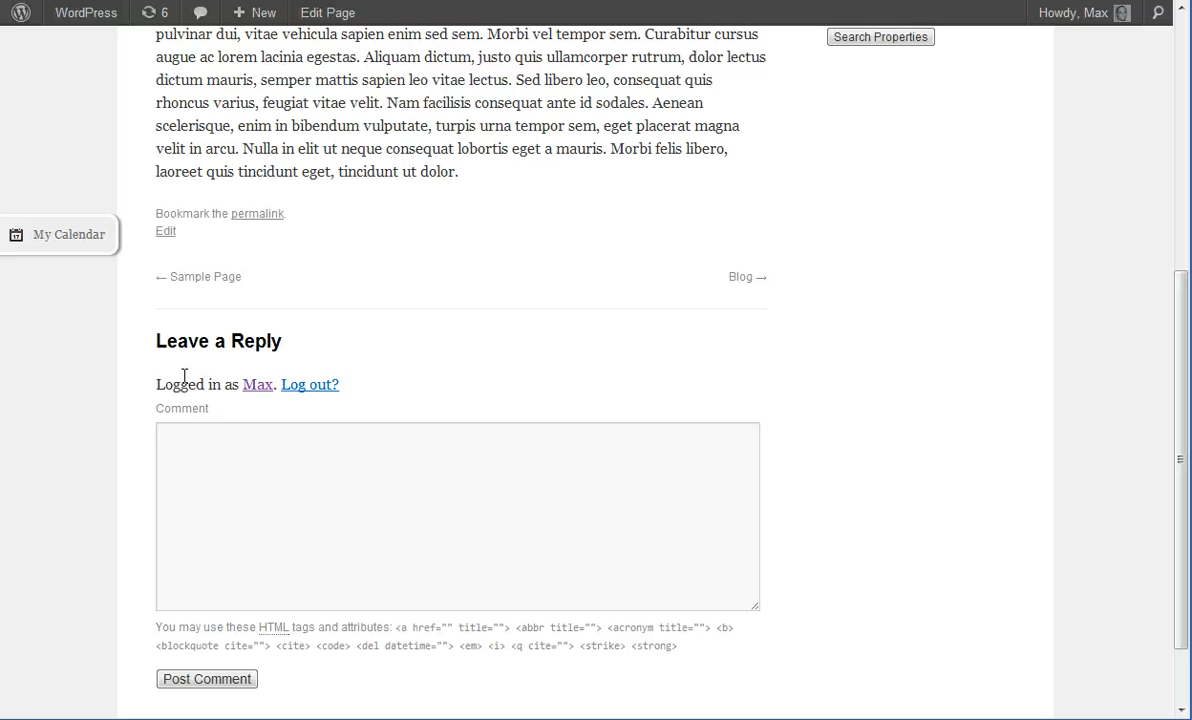 WordPress 6 New Edit Page Howdy, Max
pulvinar dui, vitae vehicula sapien enim sed sem. Morbi vel tempor sem. Curabitur cursus
augue ac lorem lacinia egestas. Aliquam dictum, justo quis ullamcorper rutrum, dolor lectus
dictum mauris, semper mattis sapien leo vitae lectus. Sed libero leo, consequat quis
rhoncus varius, feugiat vitae velit. Nam facilisis consequat ante id sodales. Aenean
scelerisque, enim in bibendum vulputate, turpis urna tempor sem, eget placerat magna
velit in arcu. Nulla in elit ut neque consequat lobortis eget a mauris. Morbi felis libero,
laoreet quis tincidunt eget, tincidunt ut dolor.
Search Properties
Bookmark the permalink.
Edit
My Calendar
← Sample Page Blog →
Leave a Reply
Logged in as Max. Log out?
Comment
You may use these HTML tags and attributes: <a href="" title=""> <abbr title=""> <acronym title=""> <b>
<blockquote cite=""> <cite> <code> <del datetime=""> <em> <i> <q cite=""> <strike> <strong>
Post Comment